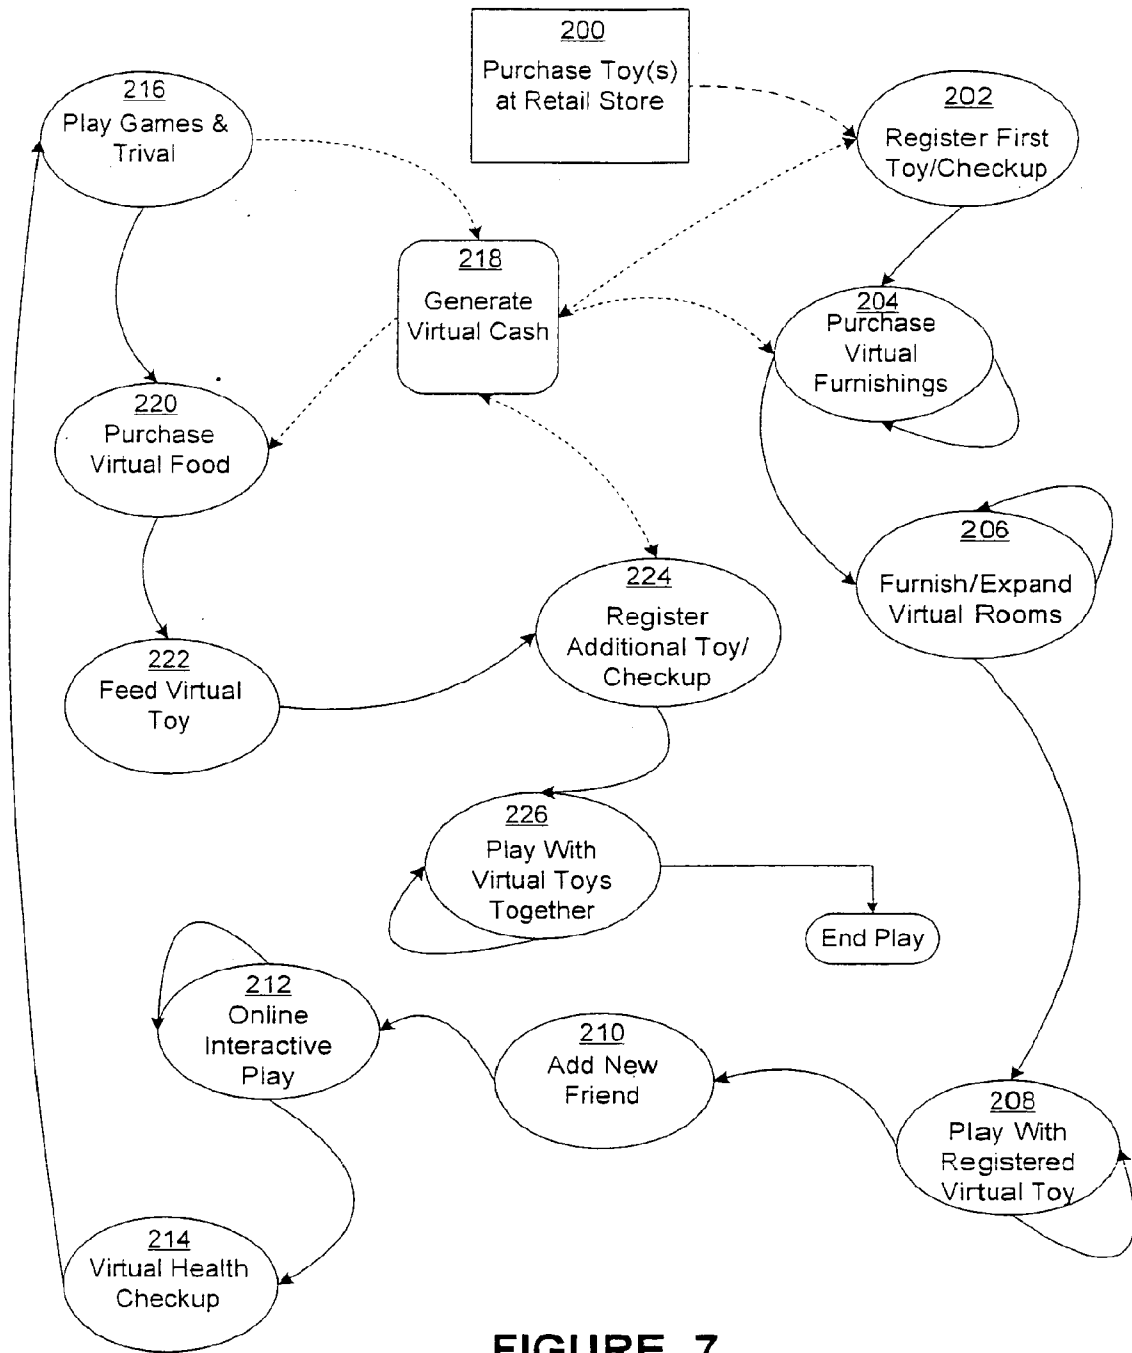 200
Purchase Toy(s)
at Retail Store
216
Play Games &
Trival
202
Register First
Toy/Checkup
218
Generate
Virtual Cash
204
Purchase
Virtual
Furnishings
220
Purchase
Virtual Food
206
Furnish/Expand
Virtual Rooms
224
Register
Additional Toy/
Checkup
222
Feed Virtual
Toy
226
Play With
Virtual Toys
Together
End Play
212
Online
Interactive
Play
210
Add New
Friend
208
Play With
Registered
Virtual Toy
214
Virtual Health
Checkup
FIGURE 7